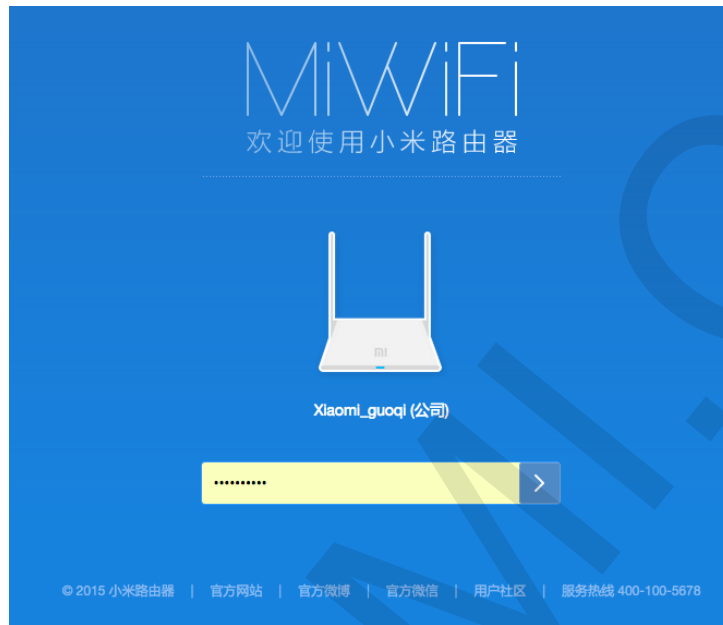 MiWiFi
欢迎使用小米路由器
MI
Xiaomi_guoqi (公司)
••••••••••
© 2015 小米路由器 | 官方网站 | 官方微博 | 官方微信 | 用户社区 | 服务热线 400-100-5678
MI.C